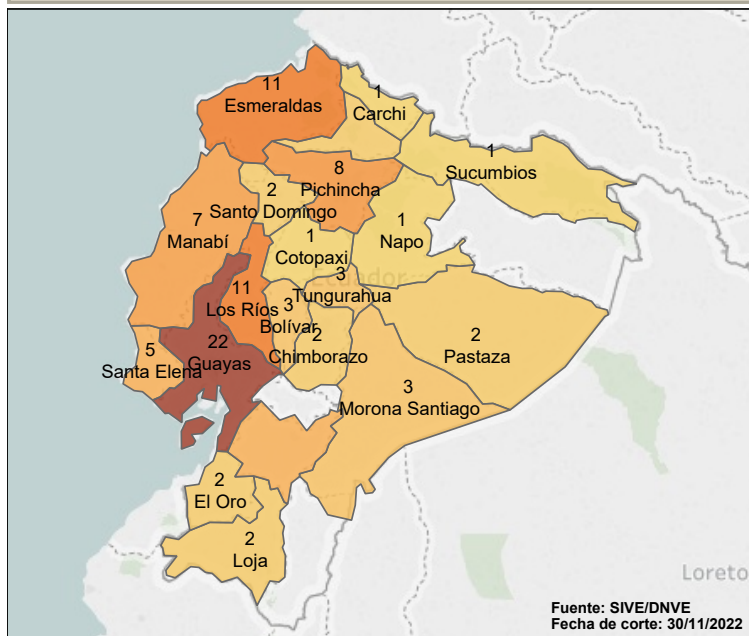 11
Esmeraldas
1
Carchi
1
Sucumbios
8
Pichincha
2
Santo Domingo
7
Manabí
1
Napo
1
Cotopaxi
Ecuador
3
Tungurahua
11
Los Ríos
3
Bolívar
2
Chimborazo
22
Guayas
5
Santa Elena
2
Pastaza
3
Morona Santiago
2
El Oro
2
Loja
Loreto
Fuente: SIVE/DNVE
Fecha de corte: 30/11/2022